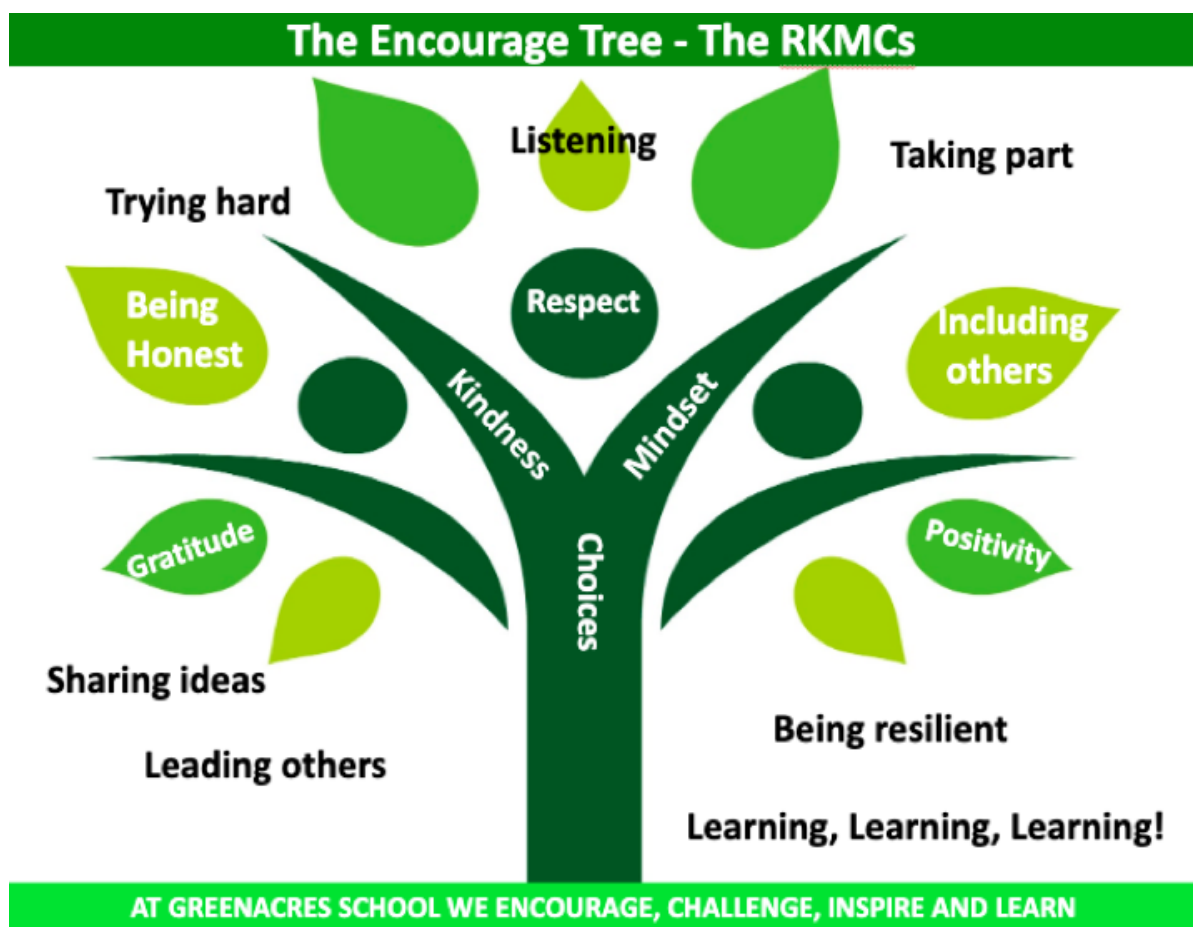 The Encourage Tree - The RKMCs
Listening
Taking part
Trying hard
Respect
Being
Honest
Including
others
Kindness
Mindset
Gratitude
Choices
Positivity
Sharing ideas
Being resilient
Leading others
Learning, Learning, Learning!
AT GREENACRES SCHOOL WE ENCOURAGE, CHALLENGE, INSPIRE AND LEARN